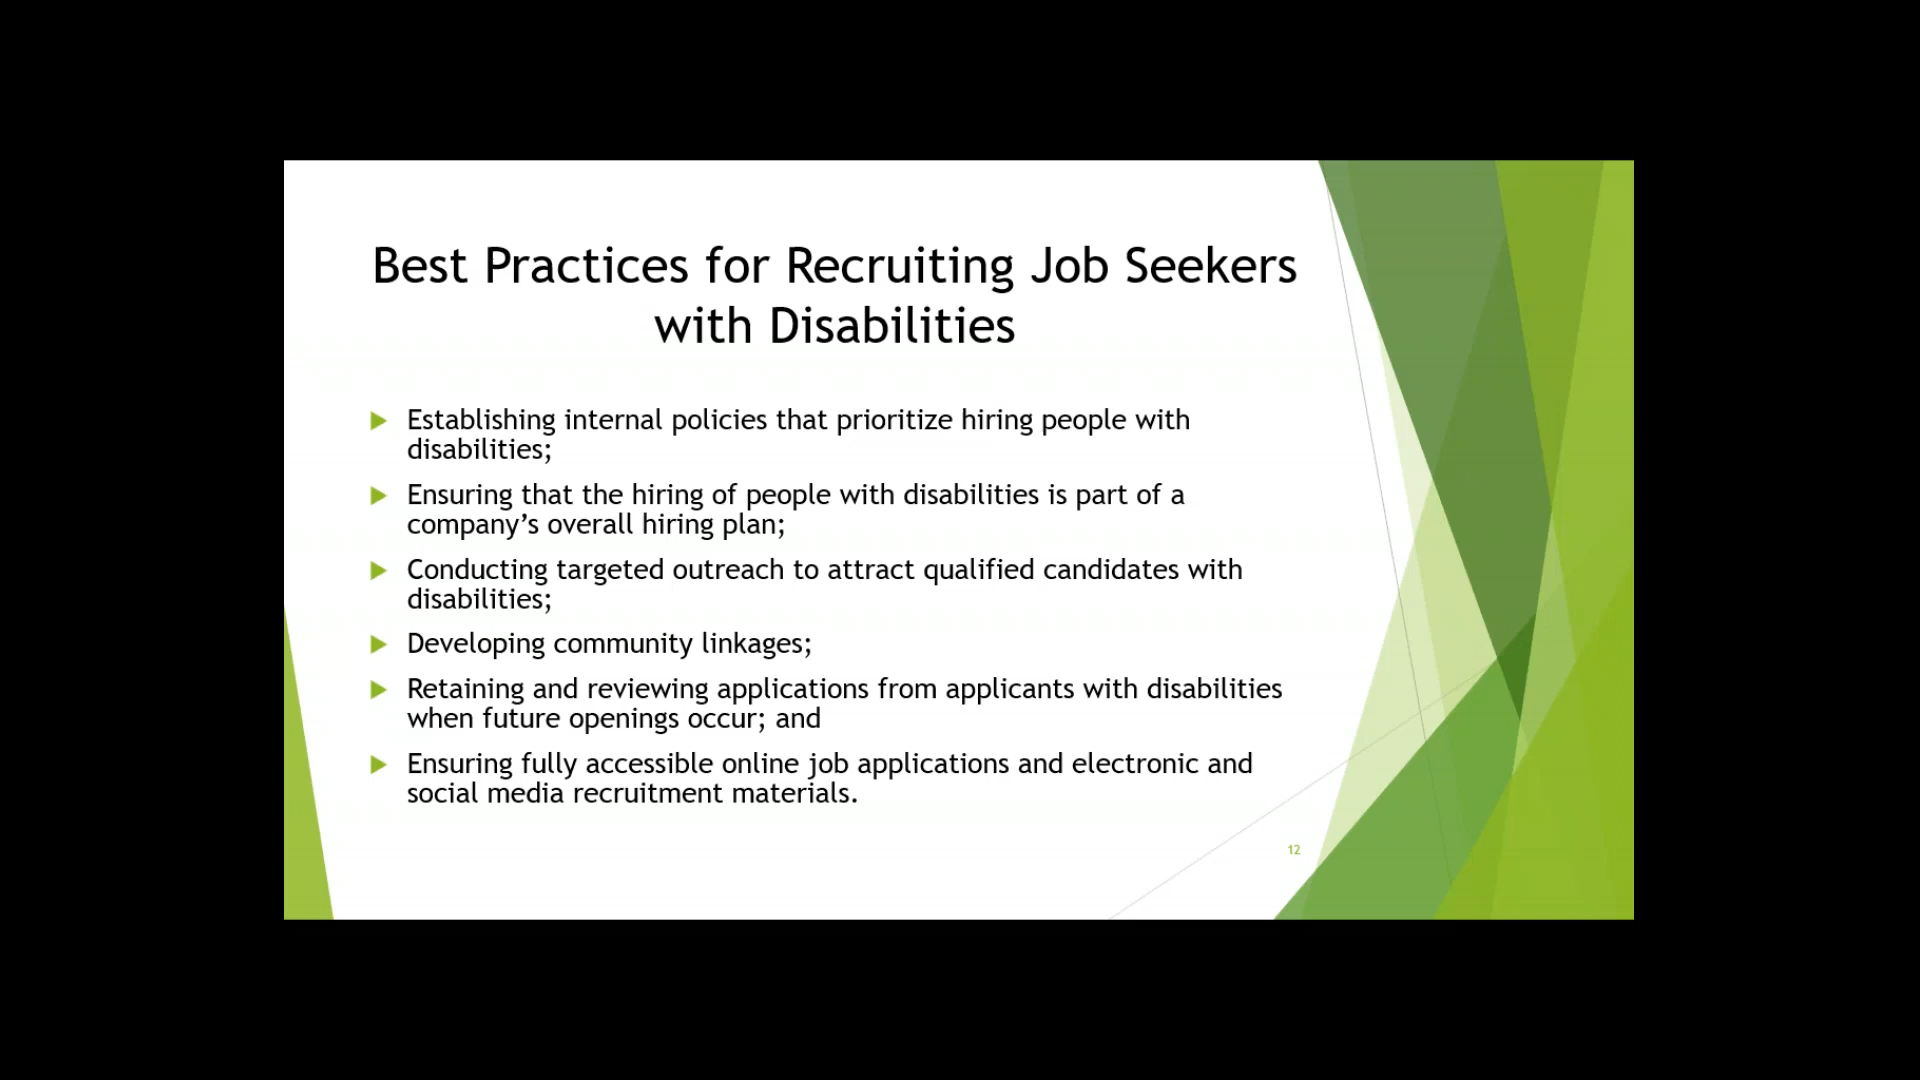 Best Practices for Recruiting Job Seekers
with Disabilities
Establishing internal policies that prioritize hiring people with
disabilities;
Ensuring that the hiring of people with disabilities is part of a
company’s overall hiring plan;
Conducting targeted outreach to attract qualified candidates with
disabilities;
Developing community linkages;
Retaining and reviewing applications from applicants with disabilities
when future openings occur; and
Ensuring fully accessible online job applications and electronic and
social media recruitment materials.
12